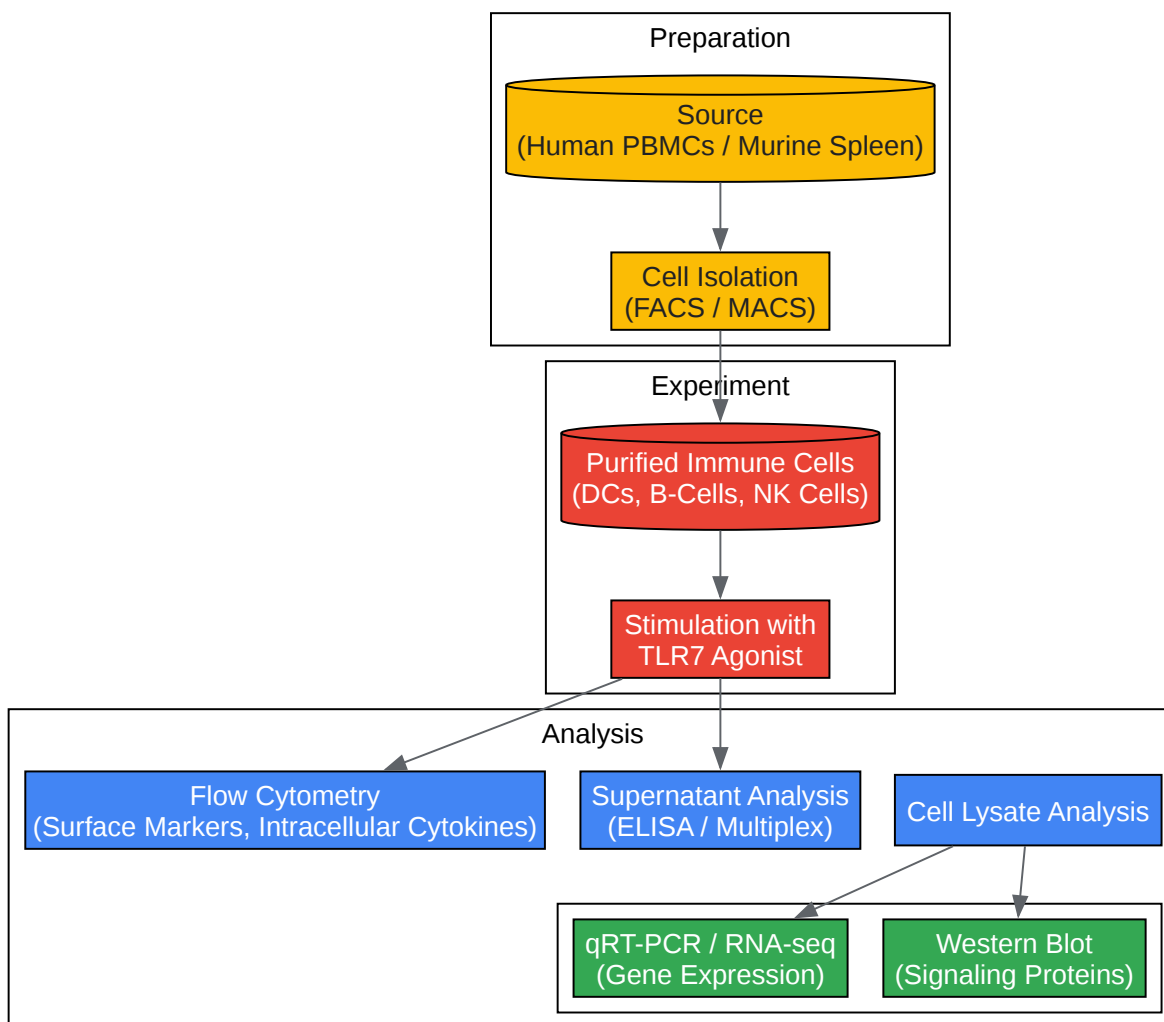 Preparation
Source
(Human PBMCs / Murine Spleen)
Cell Isolation
(FACS / MACS)
Experiment
Purified Immune Cells
(DCs, B-Cells, NK Cells)
Stimulation with
TLR7 Agonist
Analysis
Flow Cytometry
(Surface Markers, Intracellular Cytokines)
Supernatant Analysis
(ELISA / Multiplex)
Cell Lysate Analysis
qRT-PCR / RNA-seq
(Gene Expression)
Western Blot
(Signaling Proteins)